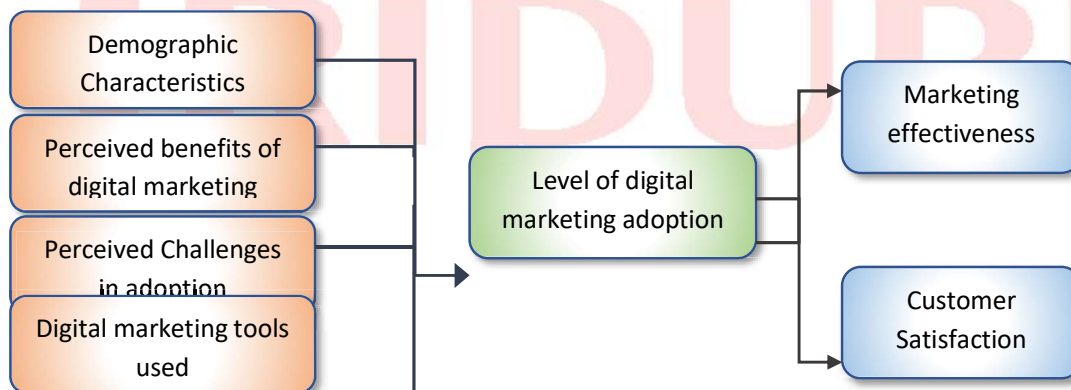 Demographic
Characteristics
Perceived benefits of
digital marketing
Perceived Challenges
in adoption
Digital marketing tools
used
Level of digital
marketing adoption
Marketing
effectiveness
Customer
Satisfaction